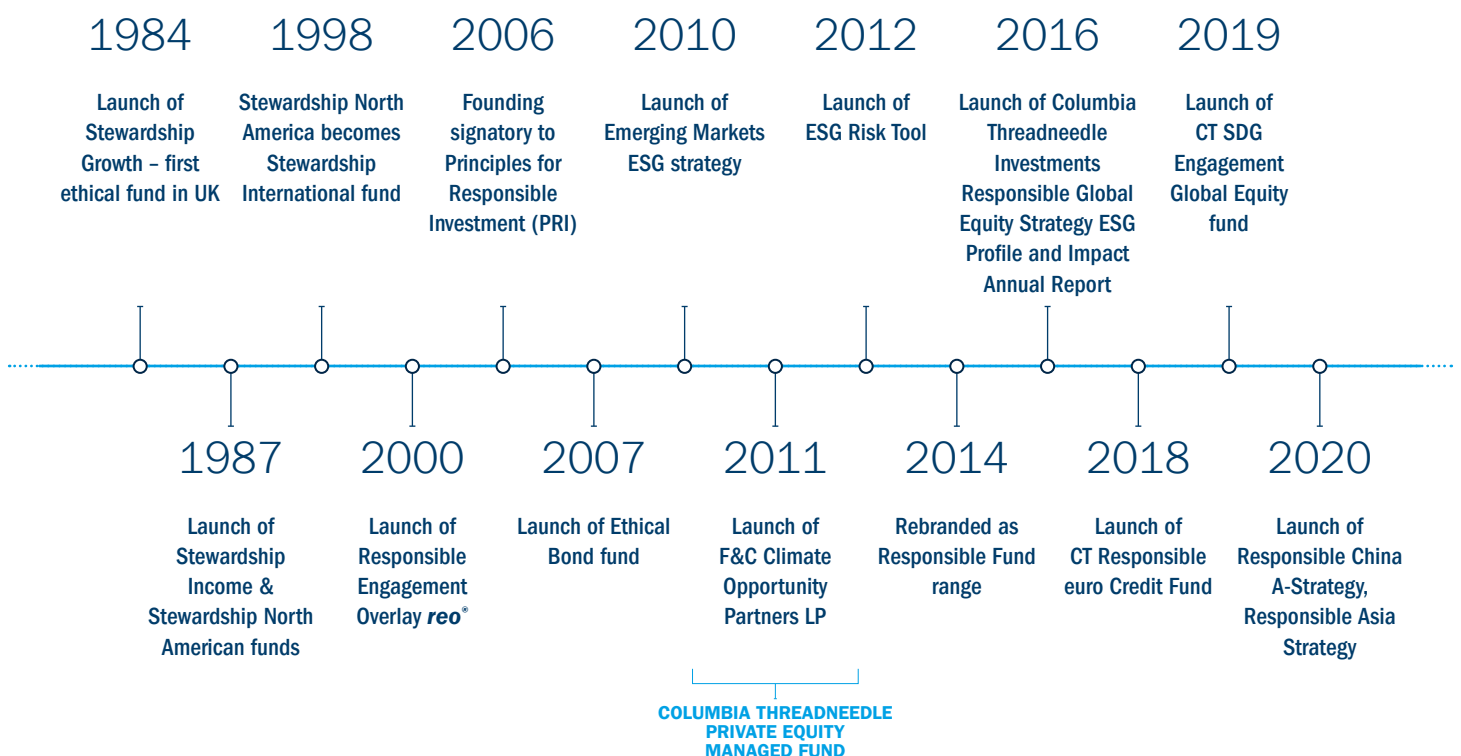 1984
Launch of
Stewardship
Growth – first
ethical fund in UK
1998
Stewardship North
America becomes
Stewardship
International fund
2006
Founding
signatory to
Principles for
Responsible
Investment (PRI)
2010
Launch of
Emerging Markets
ESG strategy
2012
Launch of
ESG Risk Tool
2016
Launch of Columbia
Threadneedle
Investments
Responsible Global
Equity Strategy ESG
Profile and Impact
Annual Report
2019
Launch of
CT SDG
Engagement
Global Equity
fund
1987
Launch of
Stewardship
Income &
Stewardship North
American funds
2000
Launch of
Responsible
Engagement
Overlay reo®
2007
Launch of Ethical
Bond fund
2011
Launch of
F&C Climate
Opportunity
Partners LP
COLUMBIA THREADNEEDLE
PRIVATE EQUITY
MANAGED FUND
2014
Rebranded as
Responsible Fund
range
2018
Launch of
CT Responsible
euro Credit Fund
2020
Launch of
Responsible China
A-Strategy,
Responsible Asia
Strategy